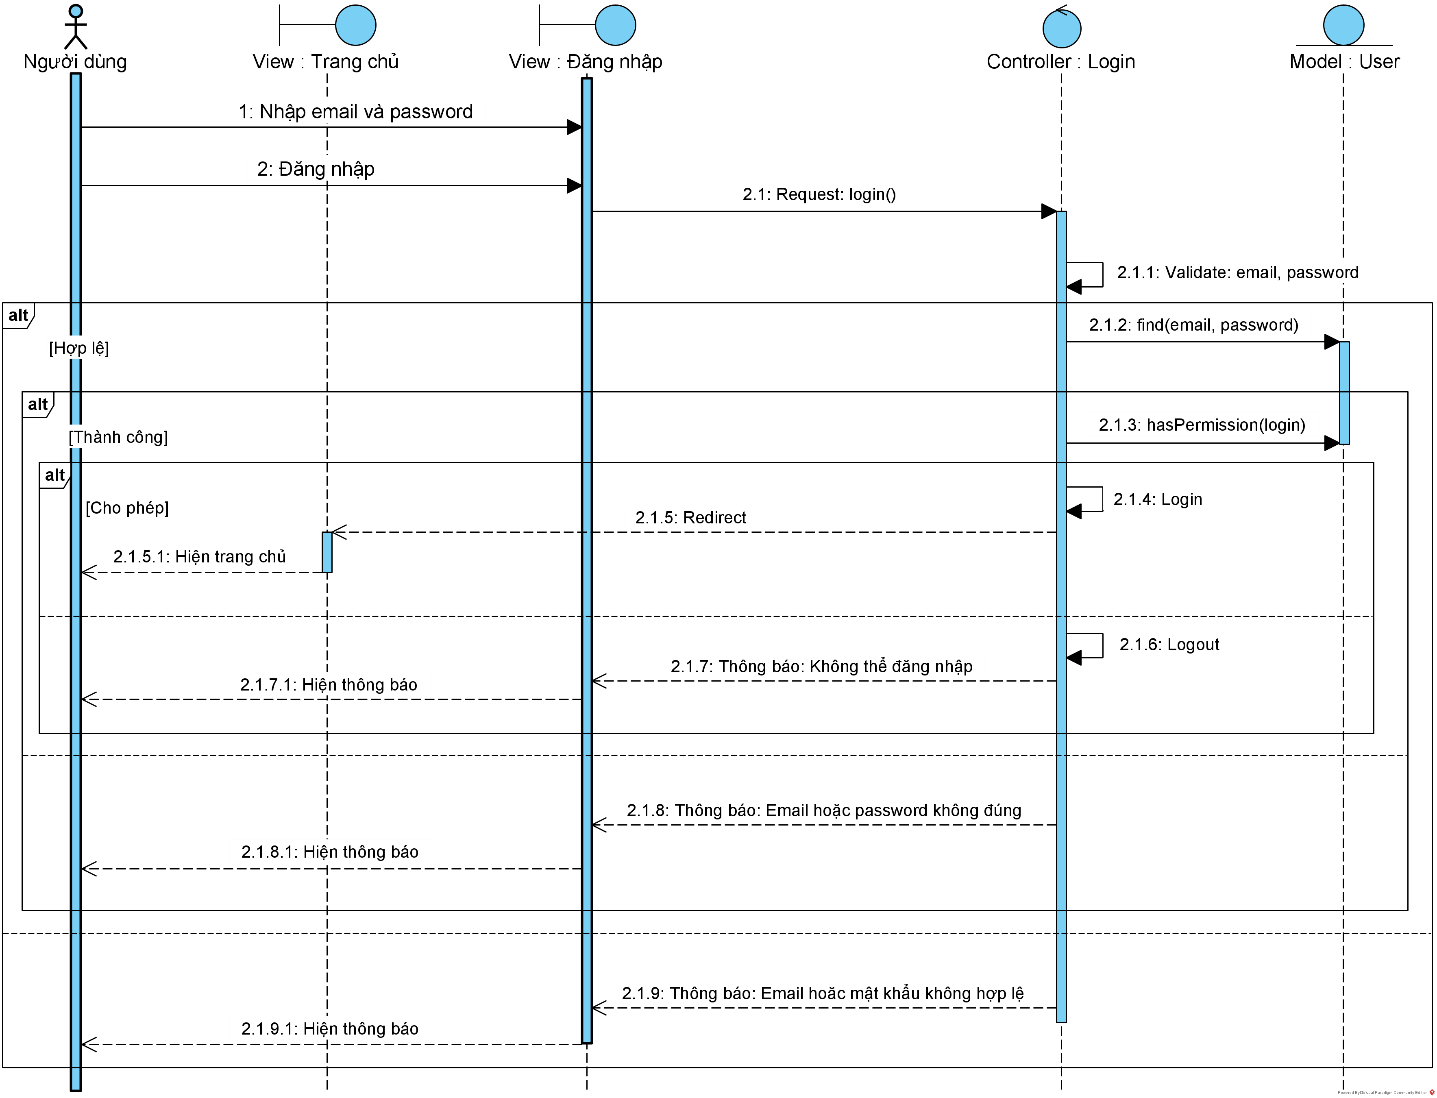 Người dùng
View : Trang chủ
View : Đăng nhập
Controller : Login
Model : User
1: Nhập email và password
2: Đăng nhập
2.1: Request: login()
2.1.1: Validate: email, password
alt
2.1.2: find(email, password)
[Hợp lệ]
alt
2.1.3: hasPermission(login)
[Thành công]
alt
2.1.4: Login
[Cho phép]
2.1.5: Redirect
2.1.5.1: Hiện trang chủ
2.1.6: Logout
2.1.7: Thông báo: Không thể đăng nhập
2.1.7.1: Hiện thông báo
2.1.8: Thông báo: Email hoặc password không đúng
2.1.8.1: Hiện thông báo
2.1.9: Thông báo: Email hoăc mật khẩu không hợp lệ
2.1.9.1: Hiện thông báo